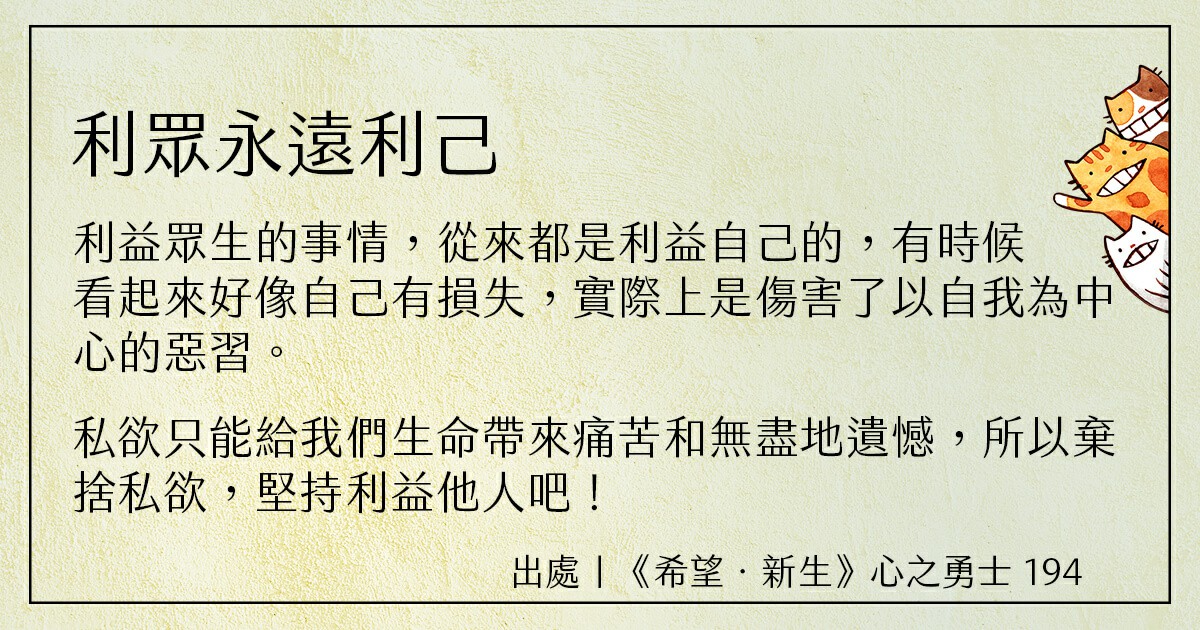 利眾永遠利己
利益眾生的事情，從來都是利益自己的，有時候
看起來好像自己有損失，實際上是傷害了以自我為中
心的惡習。
私欲只能給我們生命帶來痛苦和無盡地遺憾，所以棄
捨私欲，堅持利益他人吧！
出處｜《希望．新生》心之勇士 194